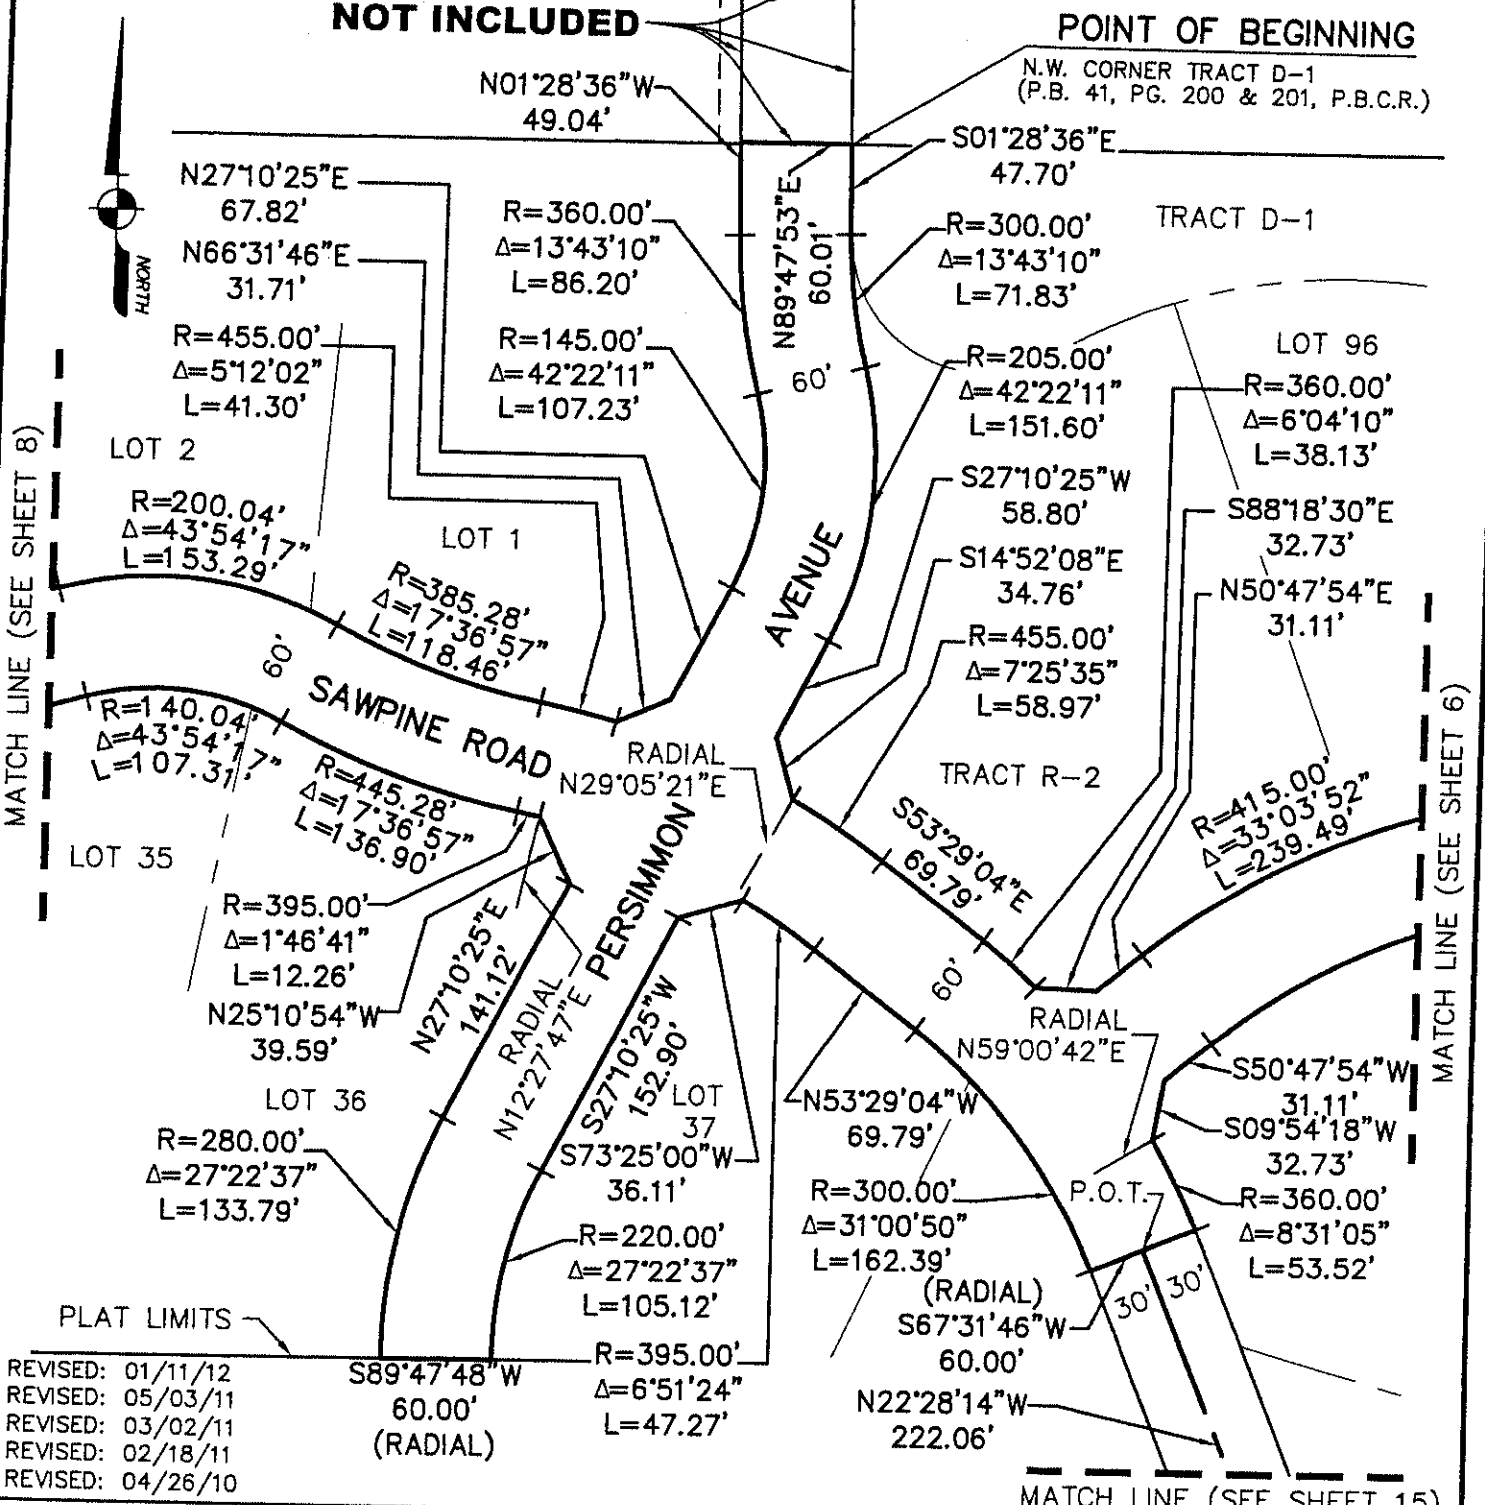 NOT INCLUDED
POINT OF BEGINNING
N.W. CORNER TRACT D-1
(P.B. 41, PG. 200 & 201, P.B.C.R.)
N01°28'36"W
49.04'
S01°28'36"E
47.70'
N27°10'25"E
67.82'
N66°31'46"E
31.71'
NORTH
R=360.00'
Δ=13°43'10"
L=86.20'
N89°47'53"E
60.01'
R=300.00'
Δ=13°43'10"
L=71.83'
TRACT D-1
R=455.00'
Δ=5°12'02"
L=41.30'
R=145.00'
Δ=42°22'11"
L=107.23'
60'
R=205.00'
Δ=42°22'11"
L=151.60'
LOT 96
R=360.00'
Δ=6°04'10"
L=38.13'
MATCH LINE (SEE SHEET 8)
LOT 2
R=200.04'
Δ=43°54'17"
L=153.29'
LOT 1
R=385.28'
Δ=17°36'57"
L=118.46'
AVENUE
S27°10'25"W
58.80'
S14°52'08"E
34.76'
S88°18'30"E
32.73'
N50°47'54"E
31.11'
R=455.00'
Δ=7°25'35"
L=58.97'
60'
SAWPINE ROAD
R=140.04'
Δ=43°54'17"
L=107.31'
R=445.28'
Δ=17°36'57"
L=136.90'
RADIAL
N29°05'21"E
TRACT R-2
S53°29'04"E
69.79'
R=415.00'
Δ=33°03'52"
L=239.49'
MATCH LINE (SEE SHEET 6)
LOT 35
R=395.00'
Δ=1°46'41"
L=12.26'
N25°10'54"W
39.59'
PERSIMMON
N27°10'25"E
141.12'
RADIAL
N12°27'47"E
S27°10'25"W
152.90'
60'
RADIAL
N59°00'42"E
LOT 36
R=280.00'
Δ=27°22'37"
L=133.79'
LOT
37
S73°25'00"W
36.11'
N53°29'04"W
69.79'
S50°47'54"W
31.11'
S09°54'18"W
32.73'
R=220.00'
Δ=27°22'37"
L=105.12'
R=300.00'
Δ=31°00'50"
L=162.39'
P.O.T.
R=360.00'
Δ=8°31'05"
L=53.52'
(RADIAL)
S67°31'46"W
60.00'
30'
30'
PLAT LIMITS
S89°47'48"W
60.00'
(RADIAL)
R=395.00'
Δ=6°51'24"
L=47.27'
N22°28'14"W
222.06'
REVISED: 01/11/12
REVISED: 05/03/11
REVISED: 03/02/11
REVISED: 02/18/11
REVISED: 04/26/10
MATCH LINE (SEE SHEET 15)